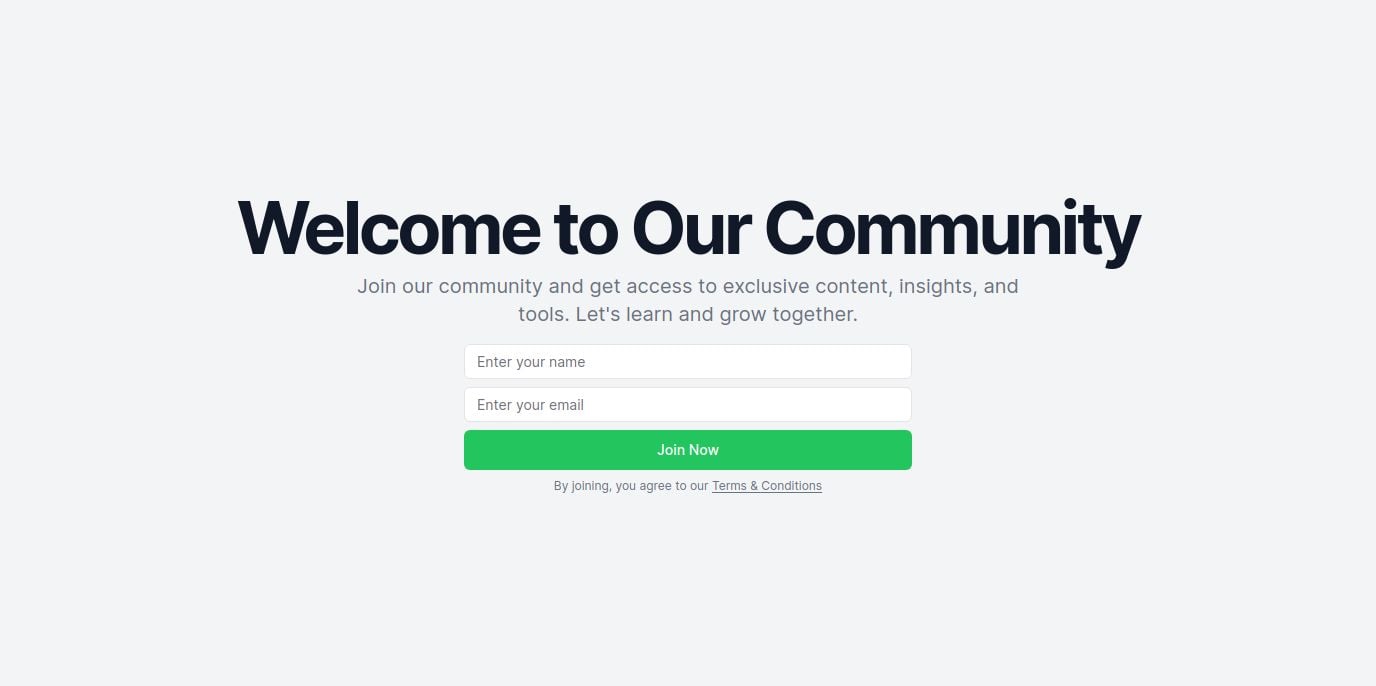 Welcome to Our Community
Join our community and get access to exclusive content, insights, and
tools. Let's learn and grow together.
Enter your name
Enter your email
Join Now
By joining, you agree to our Terms & Conditions